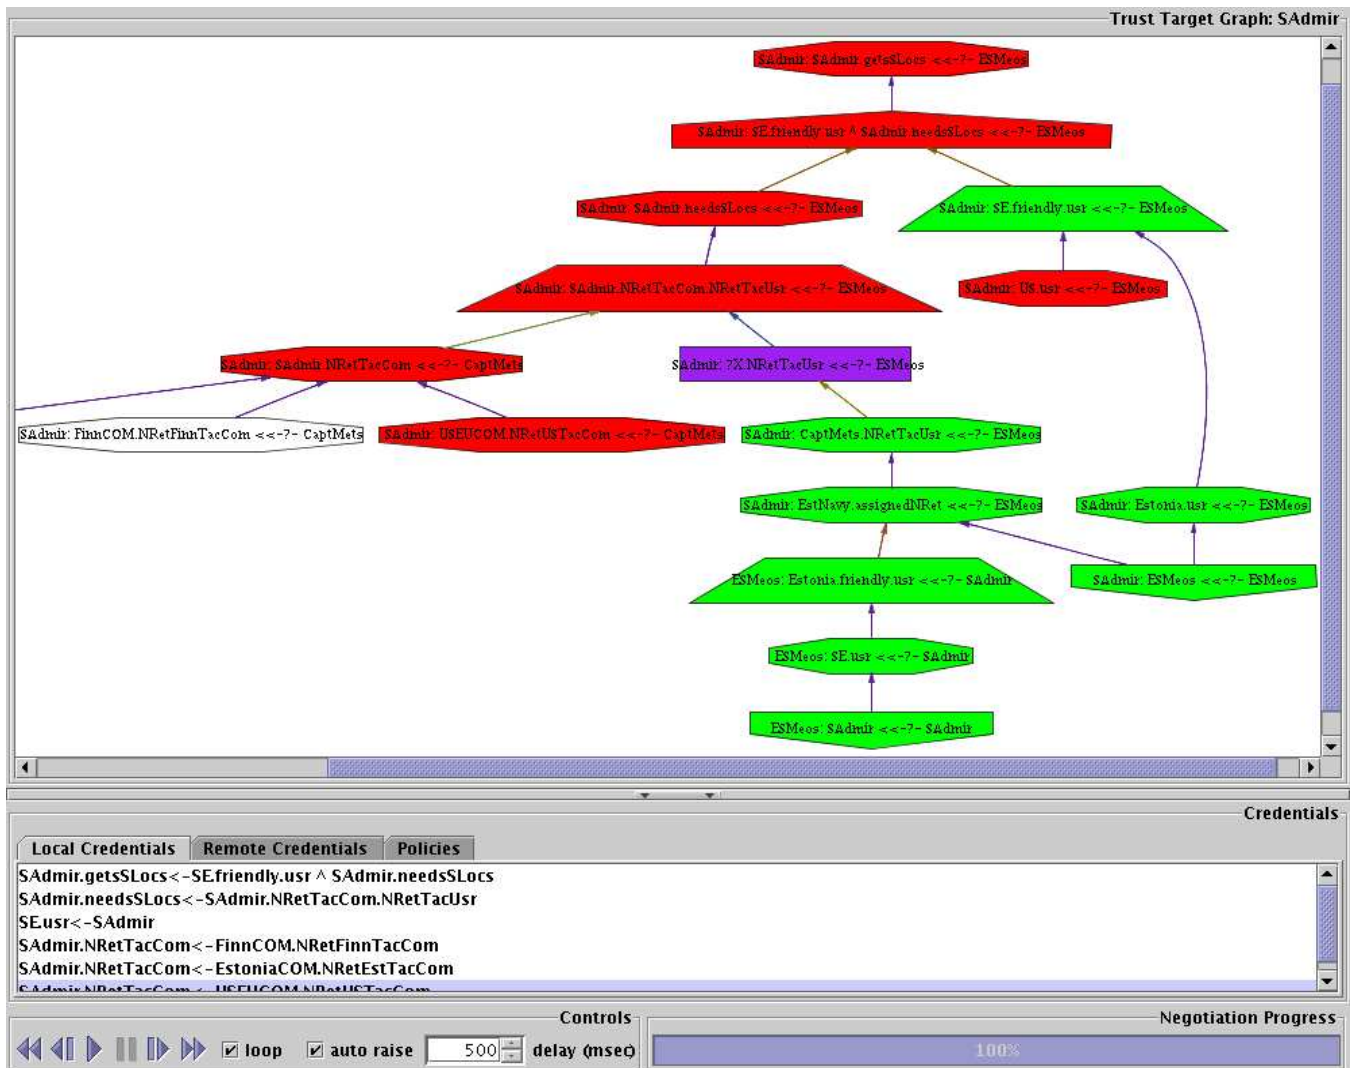 Trust Target Graph: SAdmir
SAdmir: SAdmir.getsSLocs <<-?- ESMeos
SAdmir: SE.friendly.usr ^ SAdmir.needsSLocs <<-?- ESMeos
SAdmir: SAdmir.needsSLocs <<-?- ESMeos
SAdmir: SE.friendly.usr <<-?- ESMeos
SAdmir: SAdmir.NRetTacCom.NRetTacUsr <<-?- ESMeos
SAdmir: US.usr <<-?- ESMeos
SAdmir: SAdmir.NRetTacCom <<-?- CaptMets
SAdmir: ?X.NRetTacUsr <<-?- ESMeos
SAdmir: FinnCOM.NRetFinnTacCom <<-?- CaptMets
SAdmir: USEUCOM.NRetUSTacCom <<-?- CaptMets
SAdmir: CaptMets.NRetTacUsr <<-?- ESMeos
SAdmir: EstNavy.assignedNRet <<-?- ESMeos
SAdmir: Estonia.usr <<-?- ESMeos
ESMeos: Estonia.friendly.usr <<-?- SAdmir
SAdmir: ESMeos <<-?- ESMeos
ESMeos: SE.usr <<-?- SAdmir
ESMeos: SAdmir <<-?- SAdmir
Credentials
Local Credentials Remote Credentials Policies
SAdmir.getsSLocs<-SE.friendly.usr ^ SAdmir.needsSLocs
SAdmir.needsSLocs<-SAdmir.NRetTacCom.NRetTacUsr
SE.usr<-SAdmir
SAdmir.NRetTacCom<-FinnCOM.NRetFinnTacCom
SAdmir.NRetTacCom<-EstoniaCOM.NRetEstTacCom
SAdmir.NRetTacCom<-USEUCOM.NRetUSTacCom
Controls
Negotiation Progress
loop auto raise 500 delay (msec)
100%